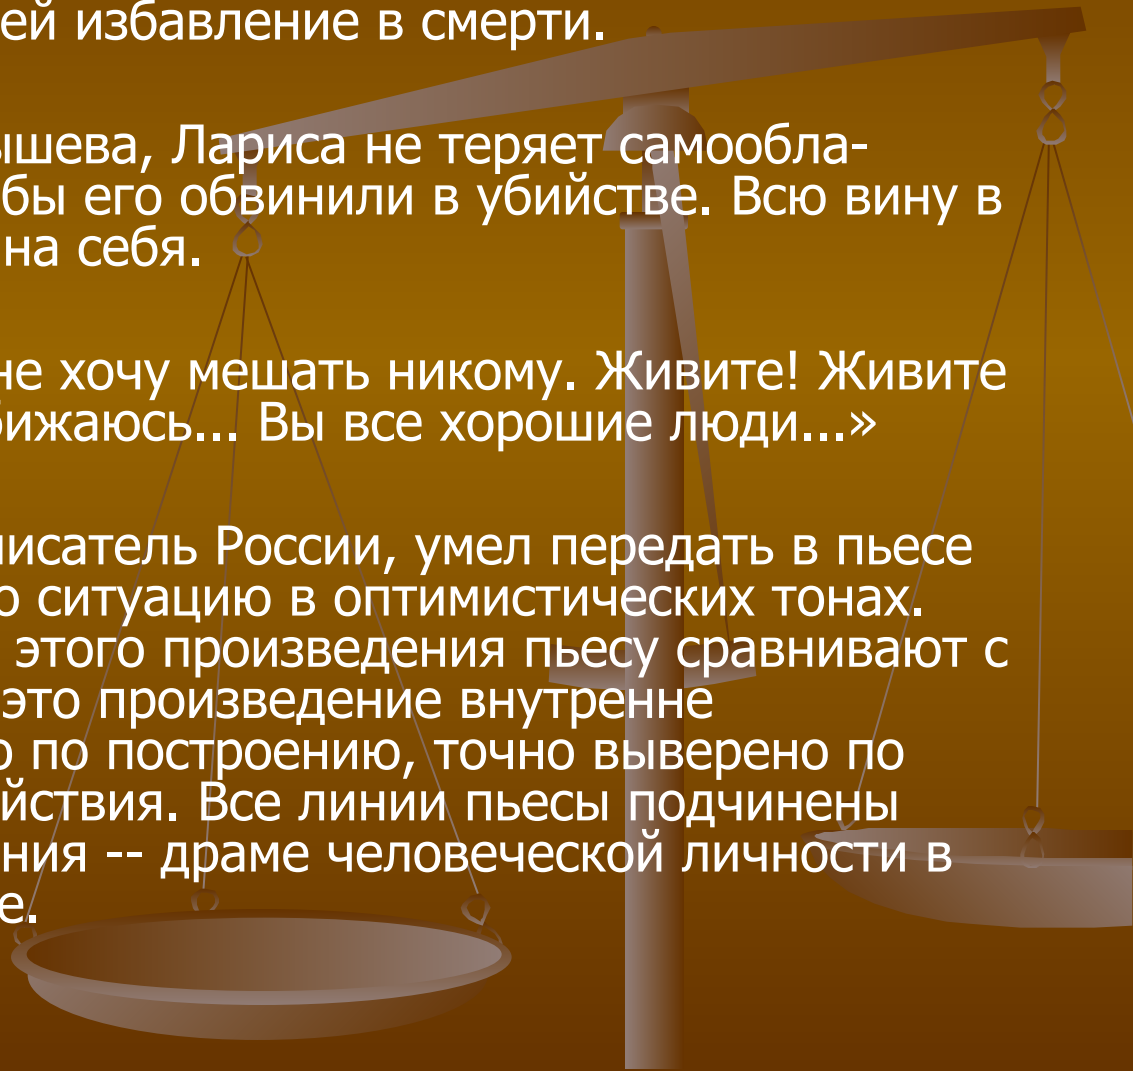 ей избавление в смерти.
ышева, Лариса не теряет самообла-
бы его обвинили в убийстве. Всю вину в
на себя.
не хочу мешать никому. Живите! Живите
бижаюсь... Вы все хорошие люди...»
писатель России, умел передать в пьесе
ю ситуацию в оптимистических тонах.
этого произведения пьесу сравнивают с
это произведение внутренне
о по построению, точно выверено по
йствия. Все линии пьесы подчинены
ния -- драме человеческой личности в
е.